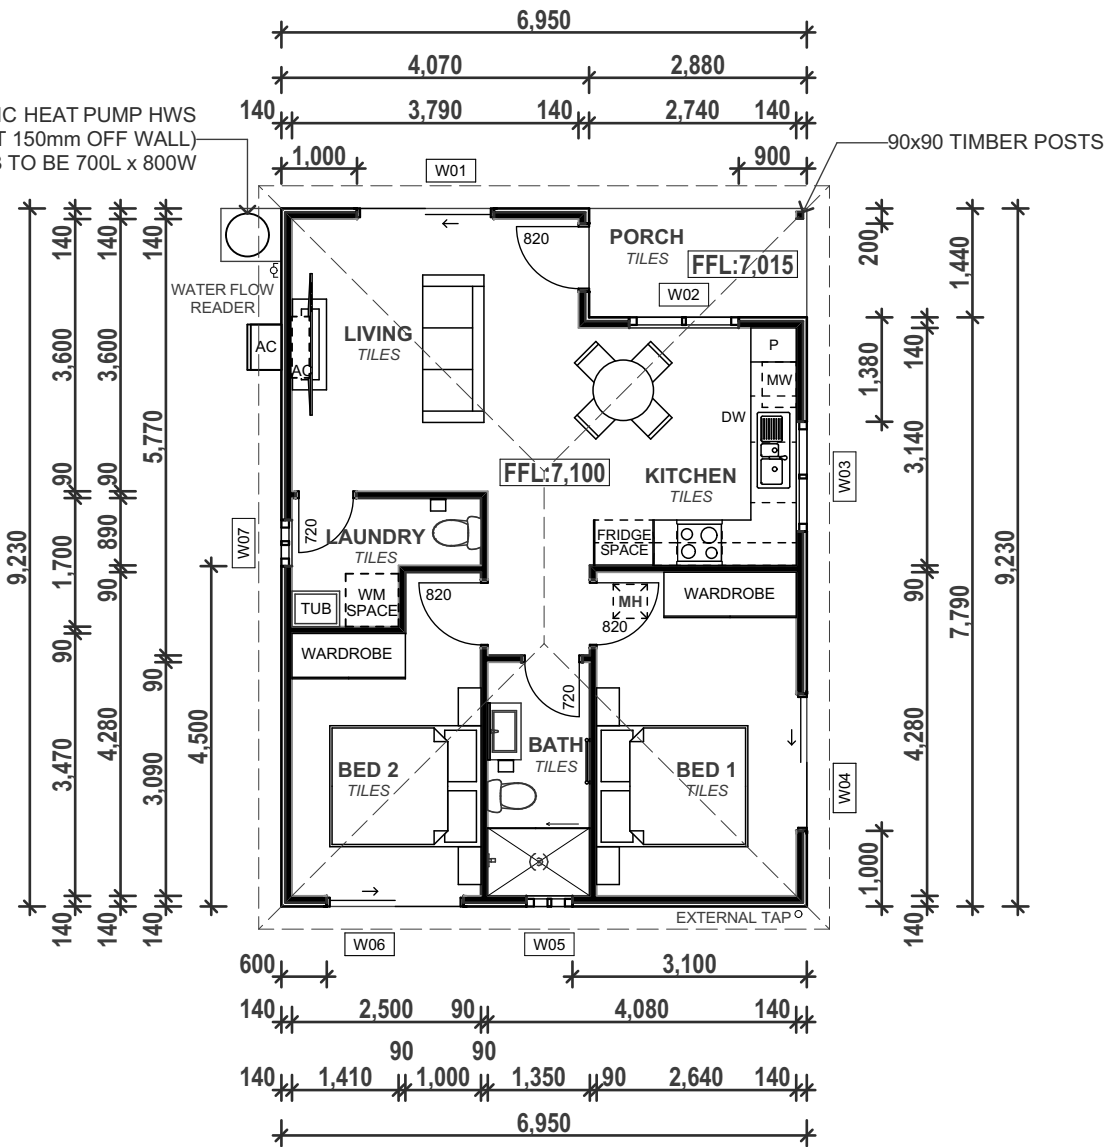 6,950
4,070 2,880
140 3,790 140 2,740 140
IC HEAT PUMP HWS
T 150mm OFF WALL)
TO BE 700L x 800W
90x90 TIMBER POSTS
1,000 W01 900
140 140 140
820 PORCH
TILES
FFL:7,015
200 1,440
WATER FLOW
READER
W02
LIVING
TILES
AC AC
P
MW
DW
3,600 3,600 5,770
1,380 140 3,140
FFL:7,100
KITCHEN
TILES
W03
90 90
W07
720 LAUNDRY
TILES
FRIDGE
SPACE
9,230 1,700 890 90
90 7,790 9,230
TUB WM
SPACE
820 MH
820
WARDROBE
WARDROBE
90 90
720
3,470 4,280 3,090 4,500
BED 2
TILES
BATH
TILES
BED 1
TILES
W04
4,280
1,000
140 140 140 140
EXTERNAL TAP
W06 W05
600 3,100
140 2,500 90 4,080 140
90 90
140 1,410 1,000 1,350 90 2,640 140
6,950